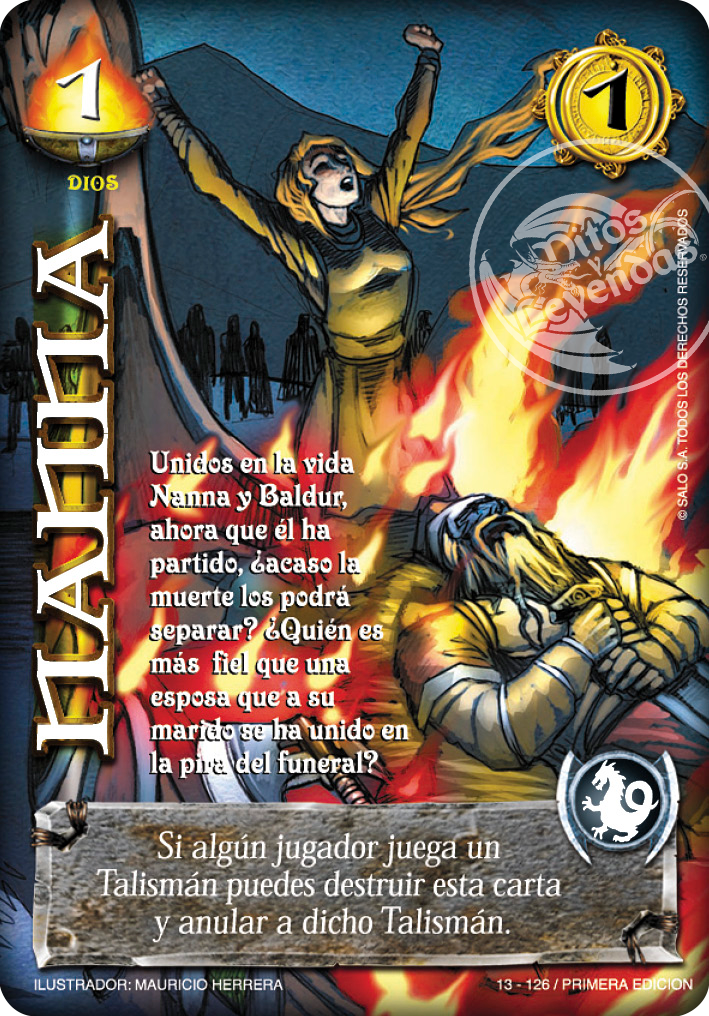 1
1
DIOS
NANNA
Mitos
y
Leyendas
®
© SALO S.A. TODOS LOS DERECHOS RESERVADOS
Unidos en la vida
Nanna y Baldur,
ahora que él ha
partido, ¿acaso la
muerte los podrá
separar? ¿Quién es
más fiel que una
esposa que a su
marido se ha unido en
la pira del funeral?
Si algún jugador juega un
Talismán puedes destruir esta carta
y anular a dicho Talismán.
ILUSTRADOR: MAURICIO HERRERA
13 - 126 / PRIMERA EDICION